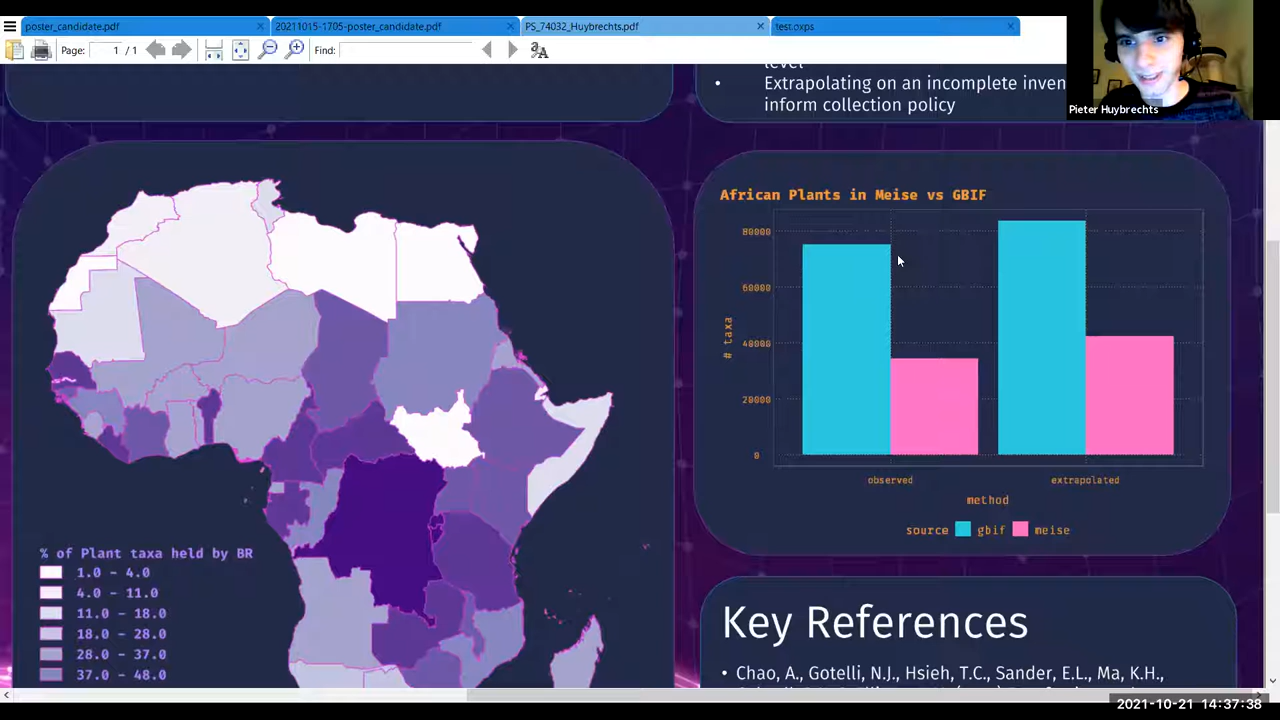 poster_candidate.pdf
20211015-1705-poster_candidate.pdf
PS_74032_Huybrechts.pdf
test.oxps
Page: 1 / 1
Find:
Pieter Huybrechts
level
• Extrapolating on an incomplete inven
inform collection policy
African Plants in Meise vs GBIF
80000
60000
40000
20000
0
# taxa
observed
extrapolated
method
source gbif meise
% of Plant taxa held by BR
1.0 – 4.0
4.0 – 11.0
11.0 – 18.0
18.0 – 28.0
28.0 – 37.0
37.0 – 48.0
Key References
• Chao, A., Gotelli, N.J., Hsieh, T.C., Sander, E.L., Ma, K.H.,
2021-10-21 14:37:38